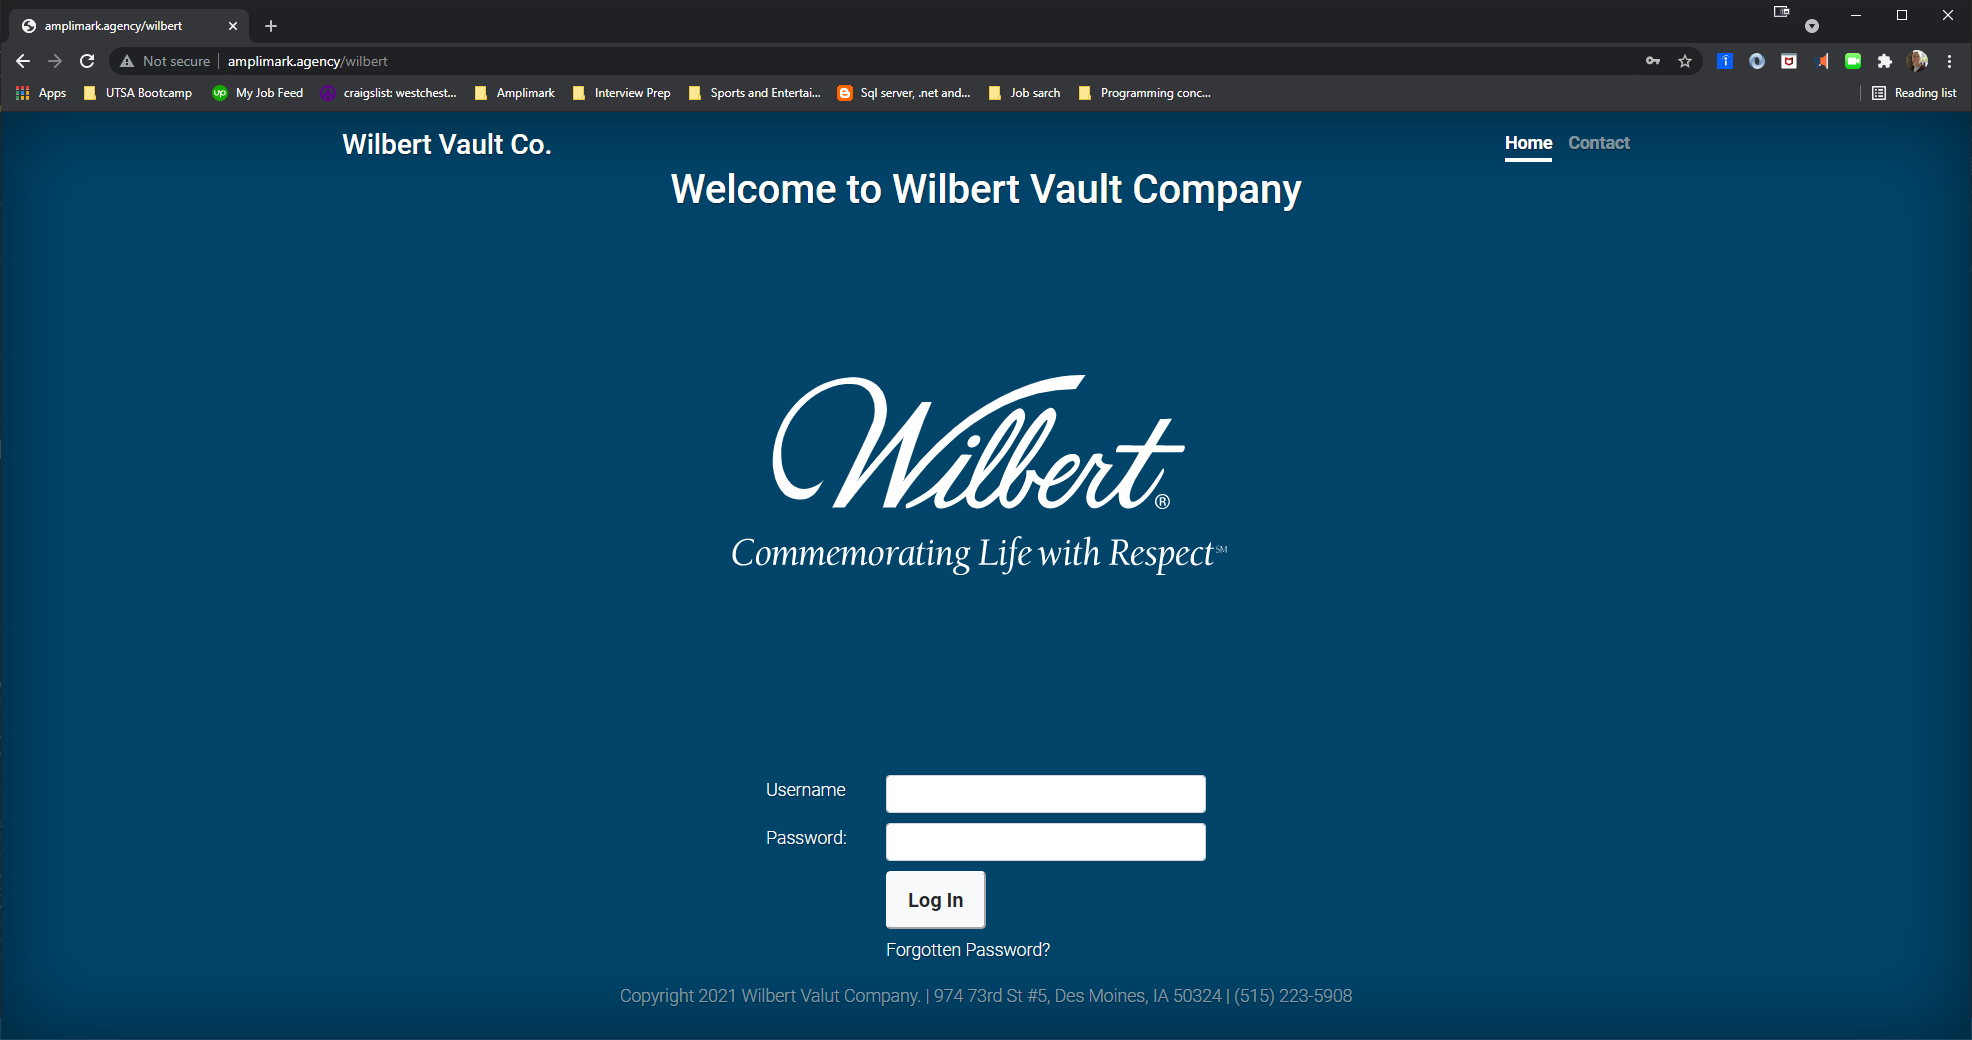 amplimark.agency/wilbert
Not secure amplimark.agency/wilbert
Apps UTSA Bootcamp up My Job Feed craigslist: westchest... Amplimark Interview Prep Sports and Entertai... Sql server, .net and... Job sarch Programming conc... Reading list
Wilbert Vault Co. Home Contact
Welcome to Wilbert Vault Company
Wilbert®
Commemorating Life with Respect℠
Username
Password:
Log In
Forgotten Password?
Copyright 2021 Wilbert Valut Company. | 974 73rd St #5, Des Moines, IA 50324 | (515) 223-5908